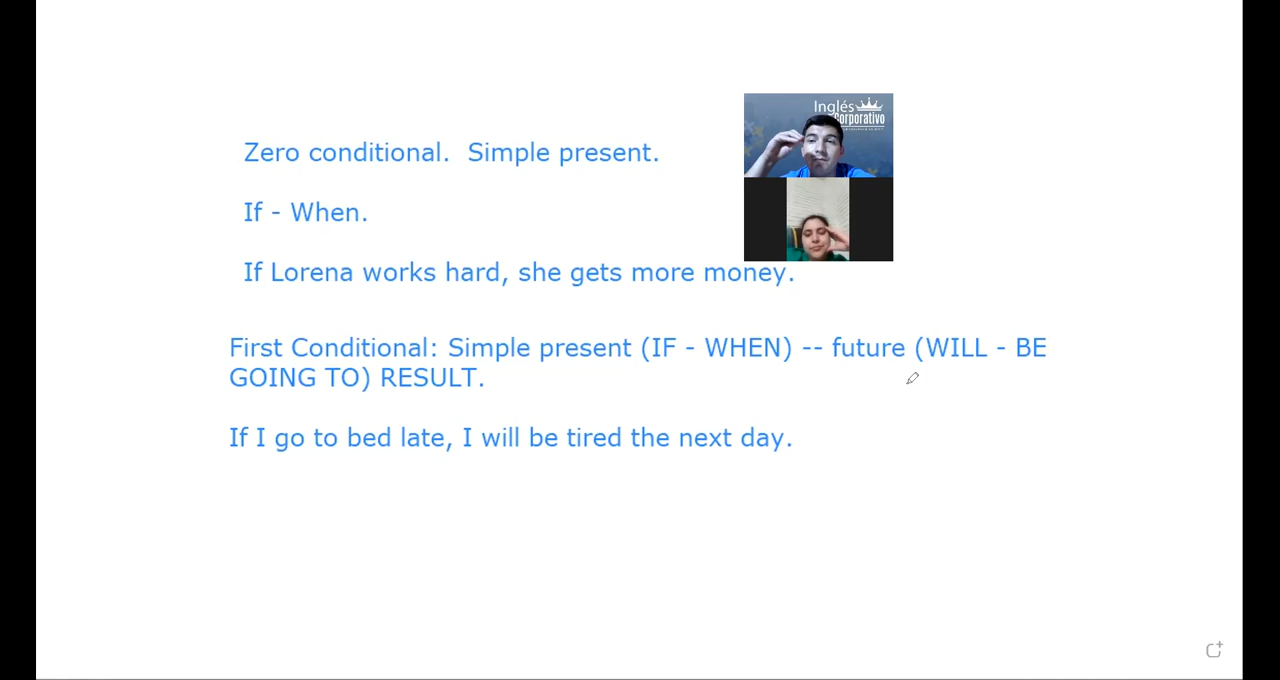 Zero conditional.  Simple present.
Inglés
Corporativo
If - When.
If Lorena works hard, she gets more money.
First Conditional: Simple present (IF - WHEN) -- future (WILL - BE
GOING TO) RESULT.
If I go to bed late, I will be tired the next day.